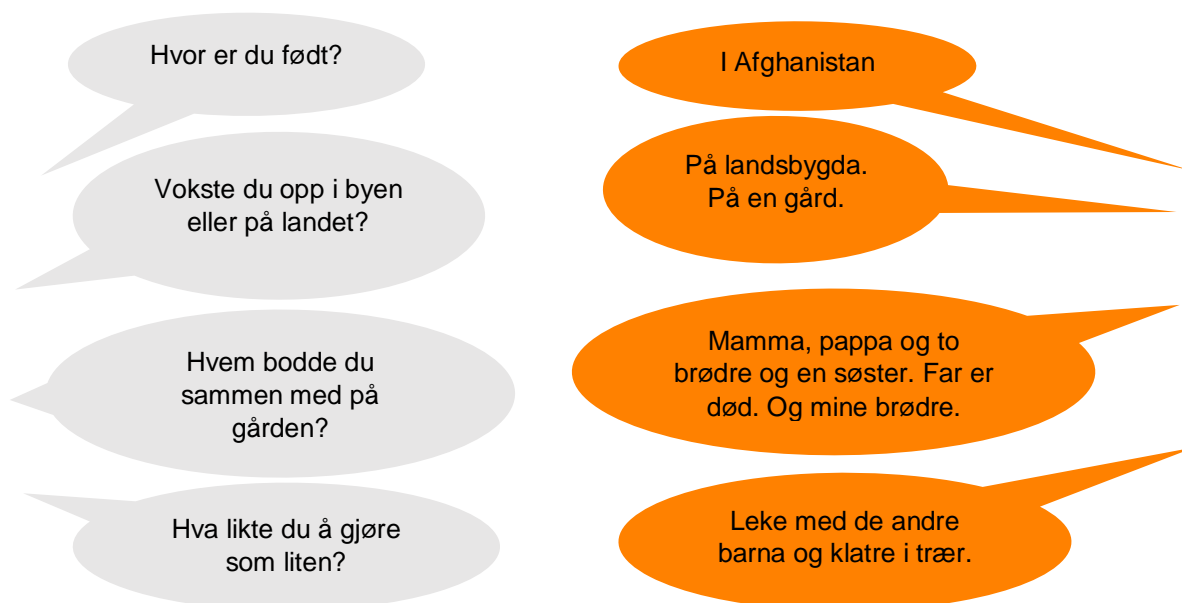 Hvor er du født?
I Afghanistan
Vokste du opp i byen
eller på landet?
På landsbygda.
På en gård.
Hvem bodde du
sammen med på
gården?
Mamma, pappa og to
brødre og en søster. Far er
død. Og mine brødre.
Hva likte du å gjøre
som liten?
Leke med de andre
barna og klatre i trær.